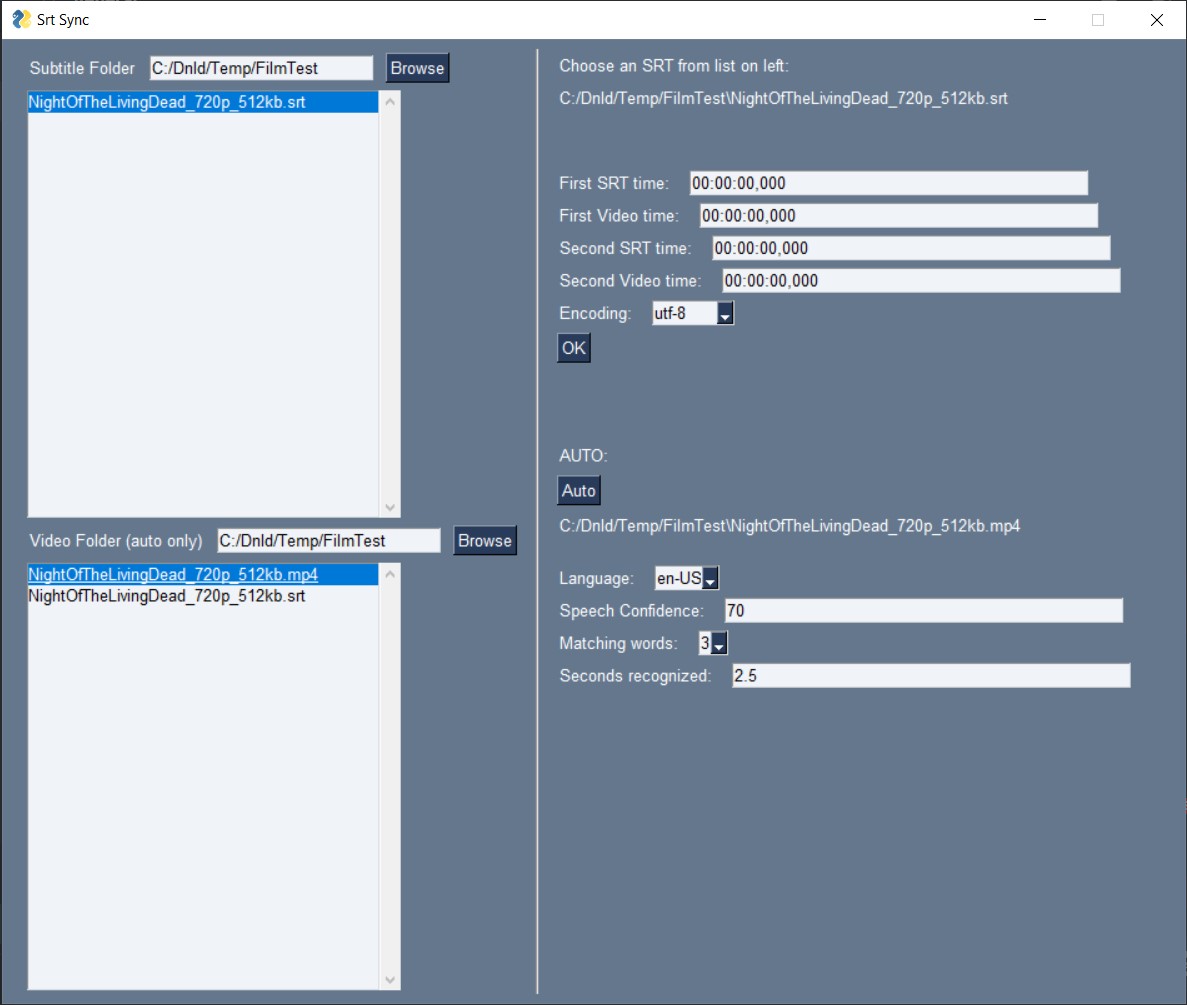 Srt Sync
Subtitle Folder C:/Dnld/Temp/FilmTest Browse
NightOfTheLivingDead_720p_512kb.srt
Video Folder (auto only) C:/Dnld/Temp/FilmTest Browse
NightOfTheLivingDead_720p_512kb.mp4
NightOfTheLivingDead_720p_512kb.srt
Choose an SRT from list on left:
C:/Dnld/Temp/FilmTest\NightOfTheLivingDead_720p_512kb.srt
First SRT time: 00:00:00,000
First Video time: 00:00:00,000
Second SRT time: 00:00:00,000
Second Video time: 00:00:00,000
Encoding: utf-8
OK
AUTO:
Auto
C:/Dnld/Temp/FilmTest\NightOfTheLivingDead_720p_512kb.mp4
Language: en-US
Speech Confidence: 70
Matching words: 3
Seconds recognized: 2.5